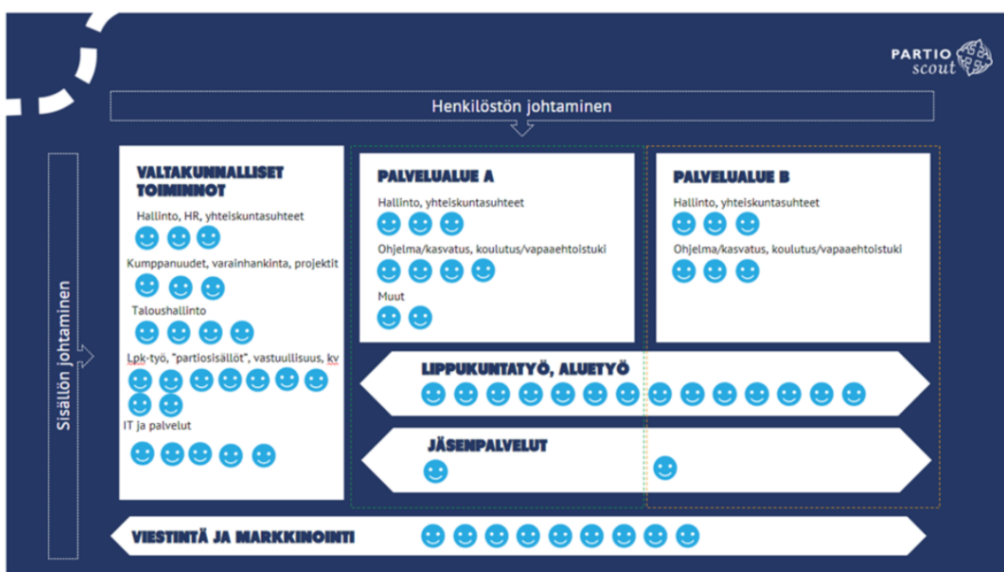 PARTIO
scout
Henkilöstön johtaminen
Sisällön johtaminen
VALTAKUNNALLISET
TOIMINNOT
Hallinto, HR, yhteiskuntasuhteet
Kumppanuudet, varainhankinta, projektit
Taloushallinto
Lpk-työ, "partiosisällöt", vastuullisuus, kv
IT ja palvelut
PALVELUALUE A
Hallinto, yhteiskuntasuhteet
Ohjelma/kasvatus, koulutus/vapaaehtoistuki
Muut
PALVELUALUE B
Hallinto, yhteiskuntasuhteet
Ohjelma/kasvatus, koulutus/vapaaehtoistuki
LIPPUKUNTATYÖ, ALUETYÖ
JÄSENPALVELUT
VIESTINTÄ JA MARKKINOINTI